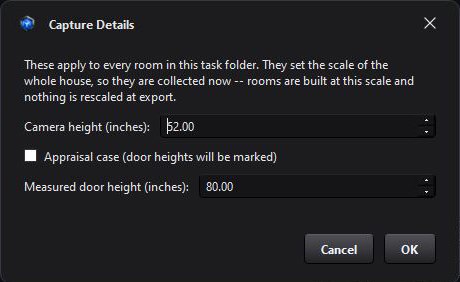 Capture Details
These apply to every room in this task folder. They set the scale of the
whole house, so they are collected now -- rooms are built at this scale and
nothing is rescaled at export.
Camera height (inches): 52.00
Appraisal case (door heights will be marked)
Measured door height (inches): 80.00
Cancel OK